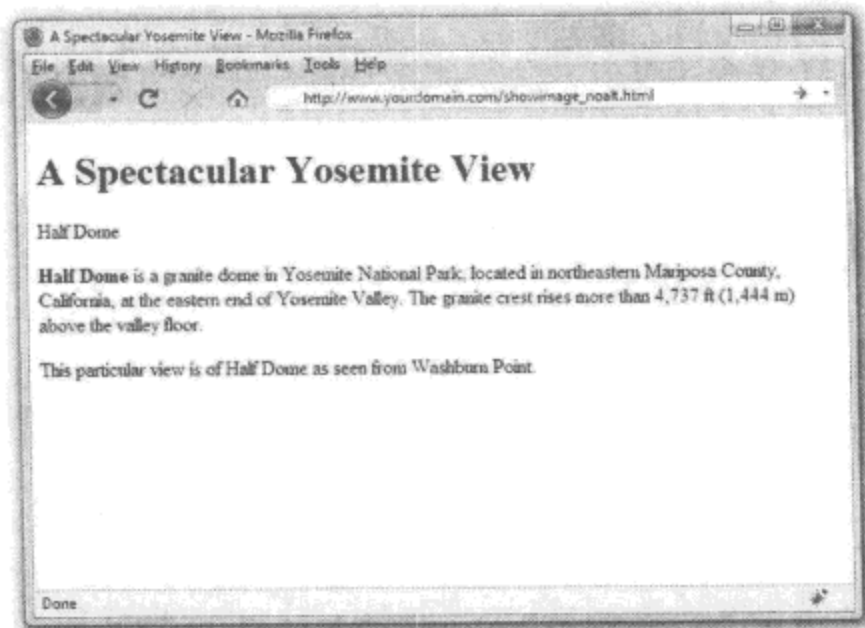 A Spectacular Yosemite View - Mozilla Firefox
File Edit View History Bookmarks Tools Help
http://www.yourdomain.com/showimage_noalt.html
A Spectacular Yosemite View
Half Dome
Half Dome is a granite dome in Yosemite National Park, located in northeastern Mariposa County,
California, at the eastern end of Yosemite Valley. The granite crest rises more than 4,737 ft (1,444 m)
above the valley floor.
This particular view is of Half Dome as seen from Washburn Point.
Done